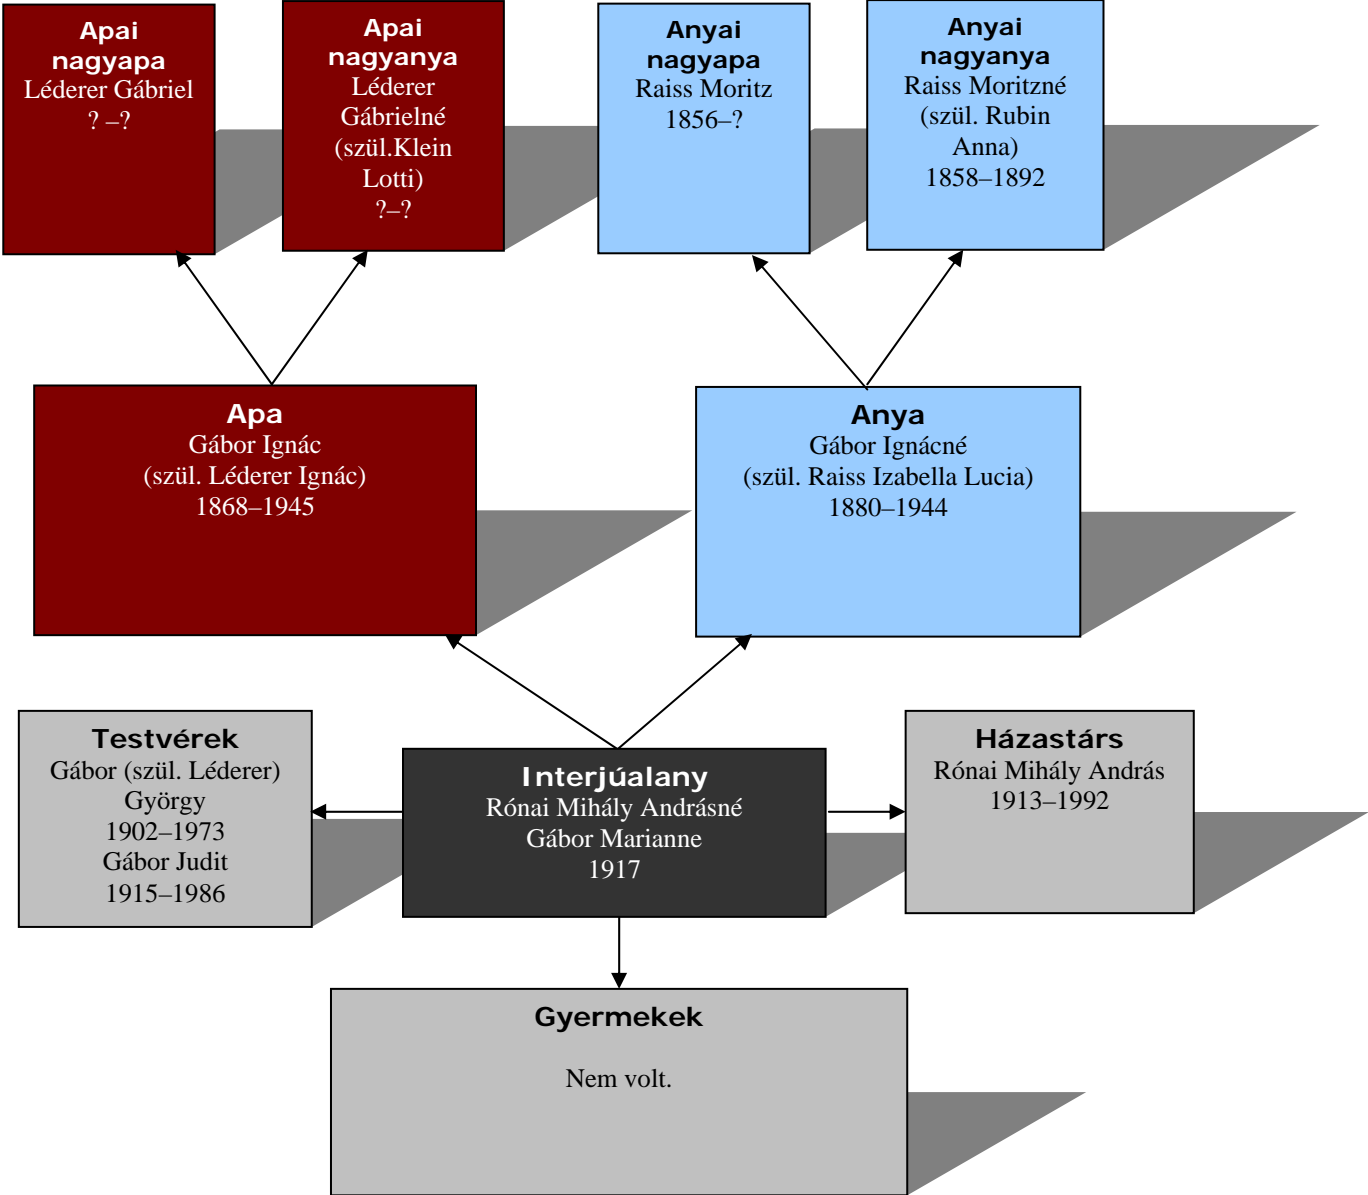 Apai
nagyapa
Léderer Gábriel
? –?
Apai
nagyanya
Léderer
Gábrielné
(szül.Klein
Lotti)
?–?
Anyai
nagyapa
Raiss Moritz
1856–?
Anyai
nagyanya
Raiss Moritzné
(szül. Rubin
Anna)
1858–1892
Apa
Gábor Ignác
(szül. Léderer Ignác)
1868–1945
Anya
Gábor Ignácné
(szül. Raiss Izabella Lucia)
1880–1944
Testvérek
Gábor (szül. Léderer)
György
1902–1973
Gábor Judit
1915–1986
Interjúalany
Rónai Mihály Andrásné
Gábor Marianne
1917
Házastárs
Rónai Mihály András
1913–1992
Gyermekek
Nem volt.